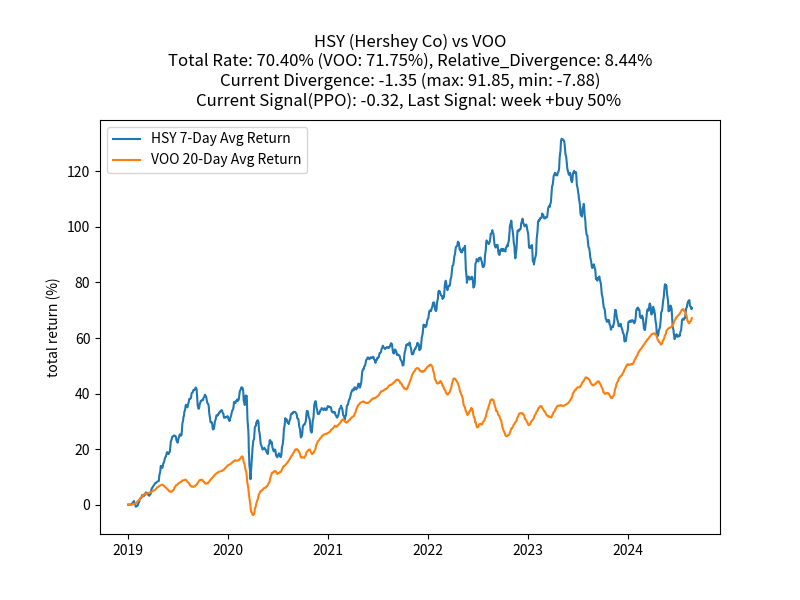 HSY (Hershey Co) vs VOO
Total Rate: 70.40% (VOO: 71.75%), Relative_Divergence: 8.44%
Current Divergence: -1.35 (max: 91.85, min: -7.88)
Current Signal(PPO): -0.32, Last Signal: week +buy 50%
HSY 7-Day Avg Return
VOO 20-Day Avg Return
total return (%)
120
100
80
60
40
20
0
2019 2020 2021 2022 2023 2024